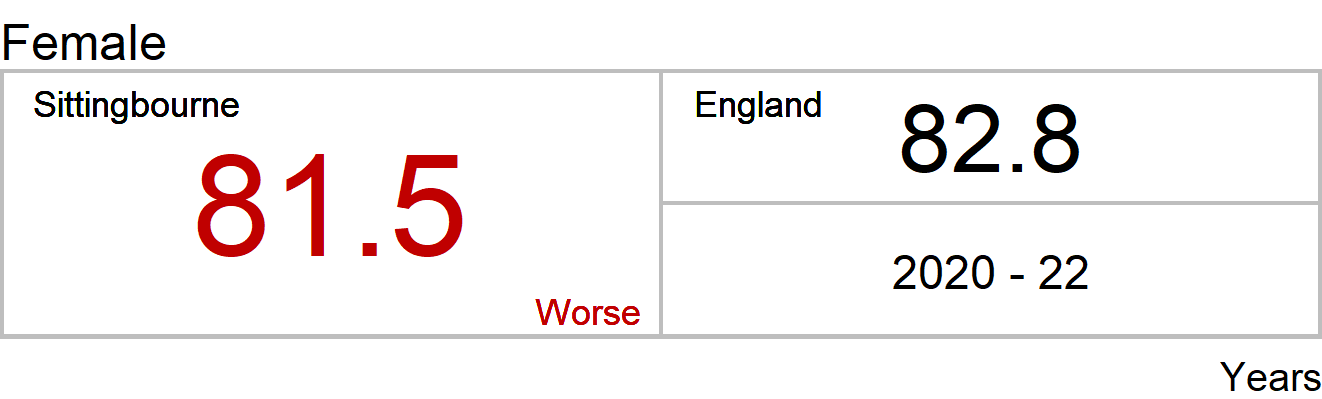 Female
Sittingbourne
81.5
Worse
England
82.8
2020 - 22
Years